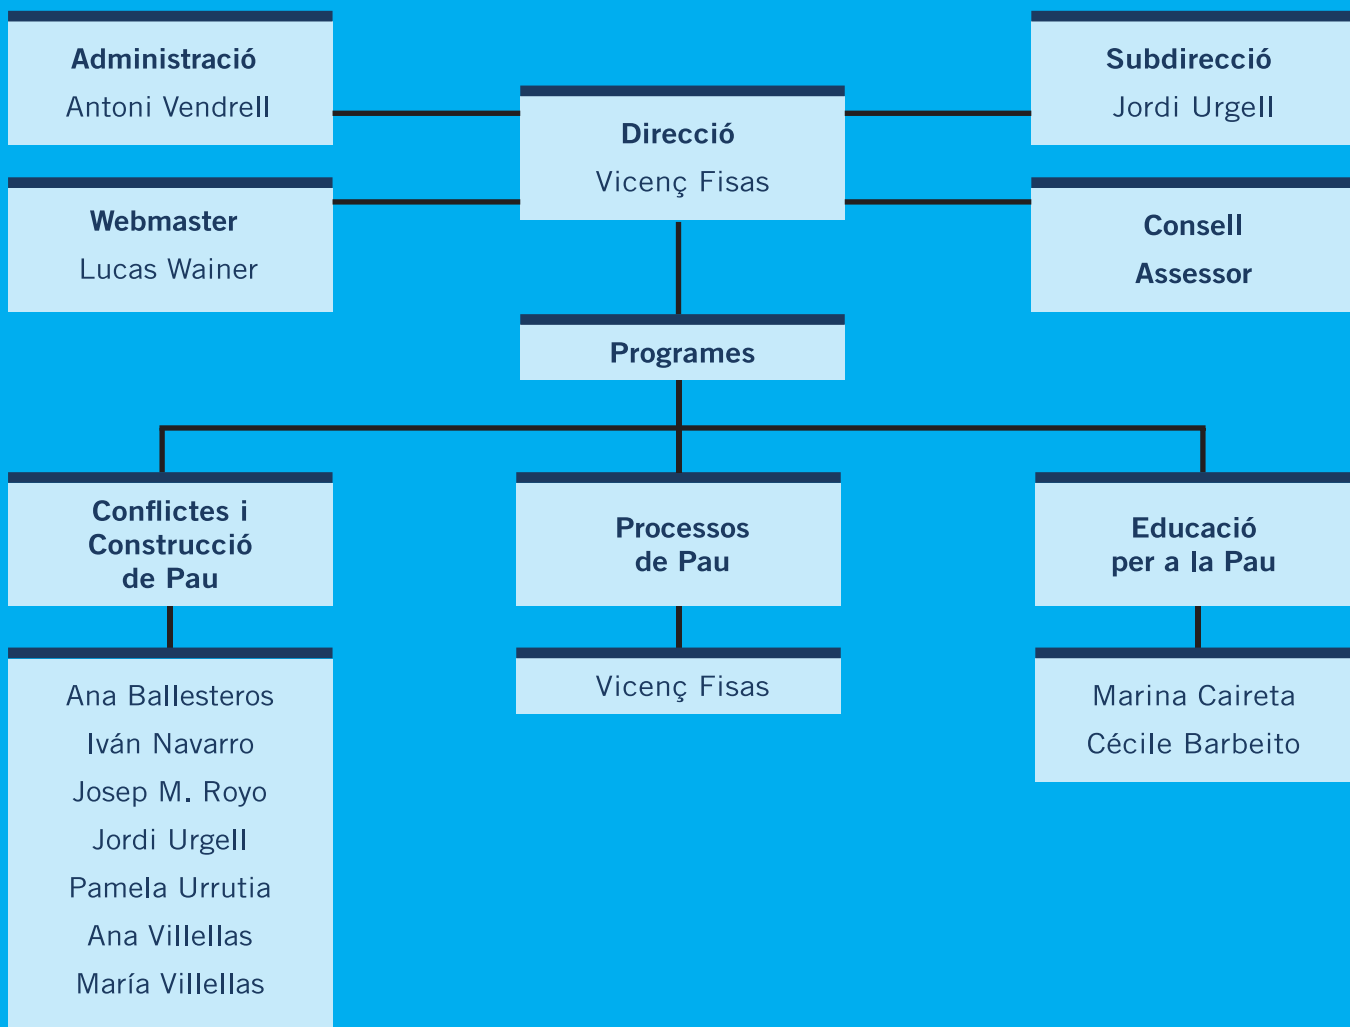 Administració
Antoni Vendrell
Subdirecció
Jordi Urgell
Direcció
Vicenç Fisas
Webmaster
Lucas Wainer
Consell
Assessor
Programes
Conflictes i
Construcció
de Pau
Processos
de Pau
Educació
per a la Pau
Ana Ballesteros
Iván Navarro
Josep M. Royo
Jordi Urgell
Pamela Urrutia
Ana Villellas
María Villellas
Vicenç Fisas
Marina Caireta
Cécile Barbeito